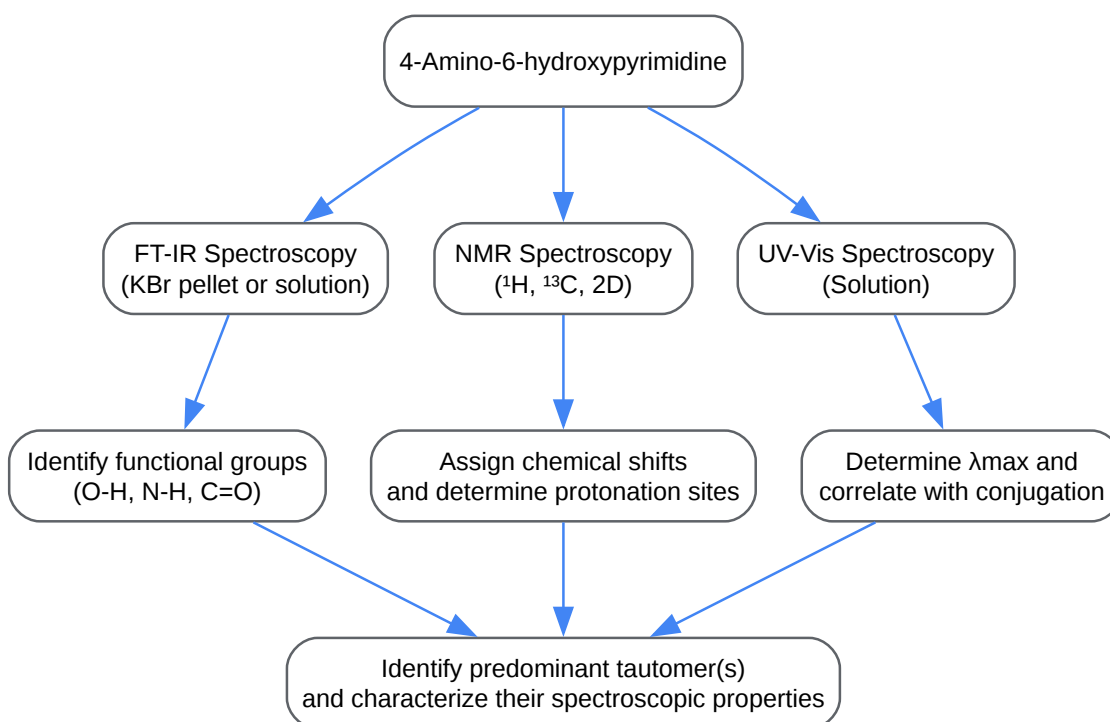 4-Amino-6-hydroxypyrimidine
FT-IR Spectroscopy
(KBr pellet or solution)
NMR Spectroscopy
(¹H, ¹³C, 2D)
UV-Vis Spectroscopy
(Solution)
Identify functional groups
(O-H, N-H, C=O)
Assign chemical shifts
and determine protonation sites
Determine λmax and
correlate with conjugation
Identify predominant tautomer(s)
and characterize their spectroscopic properties